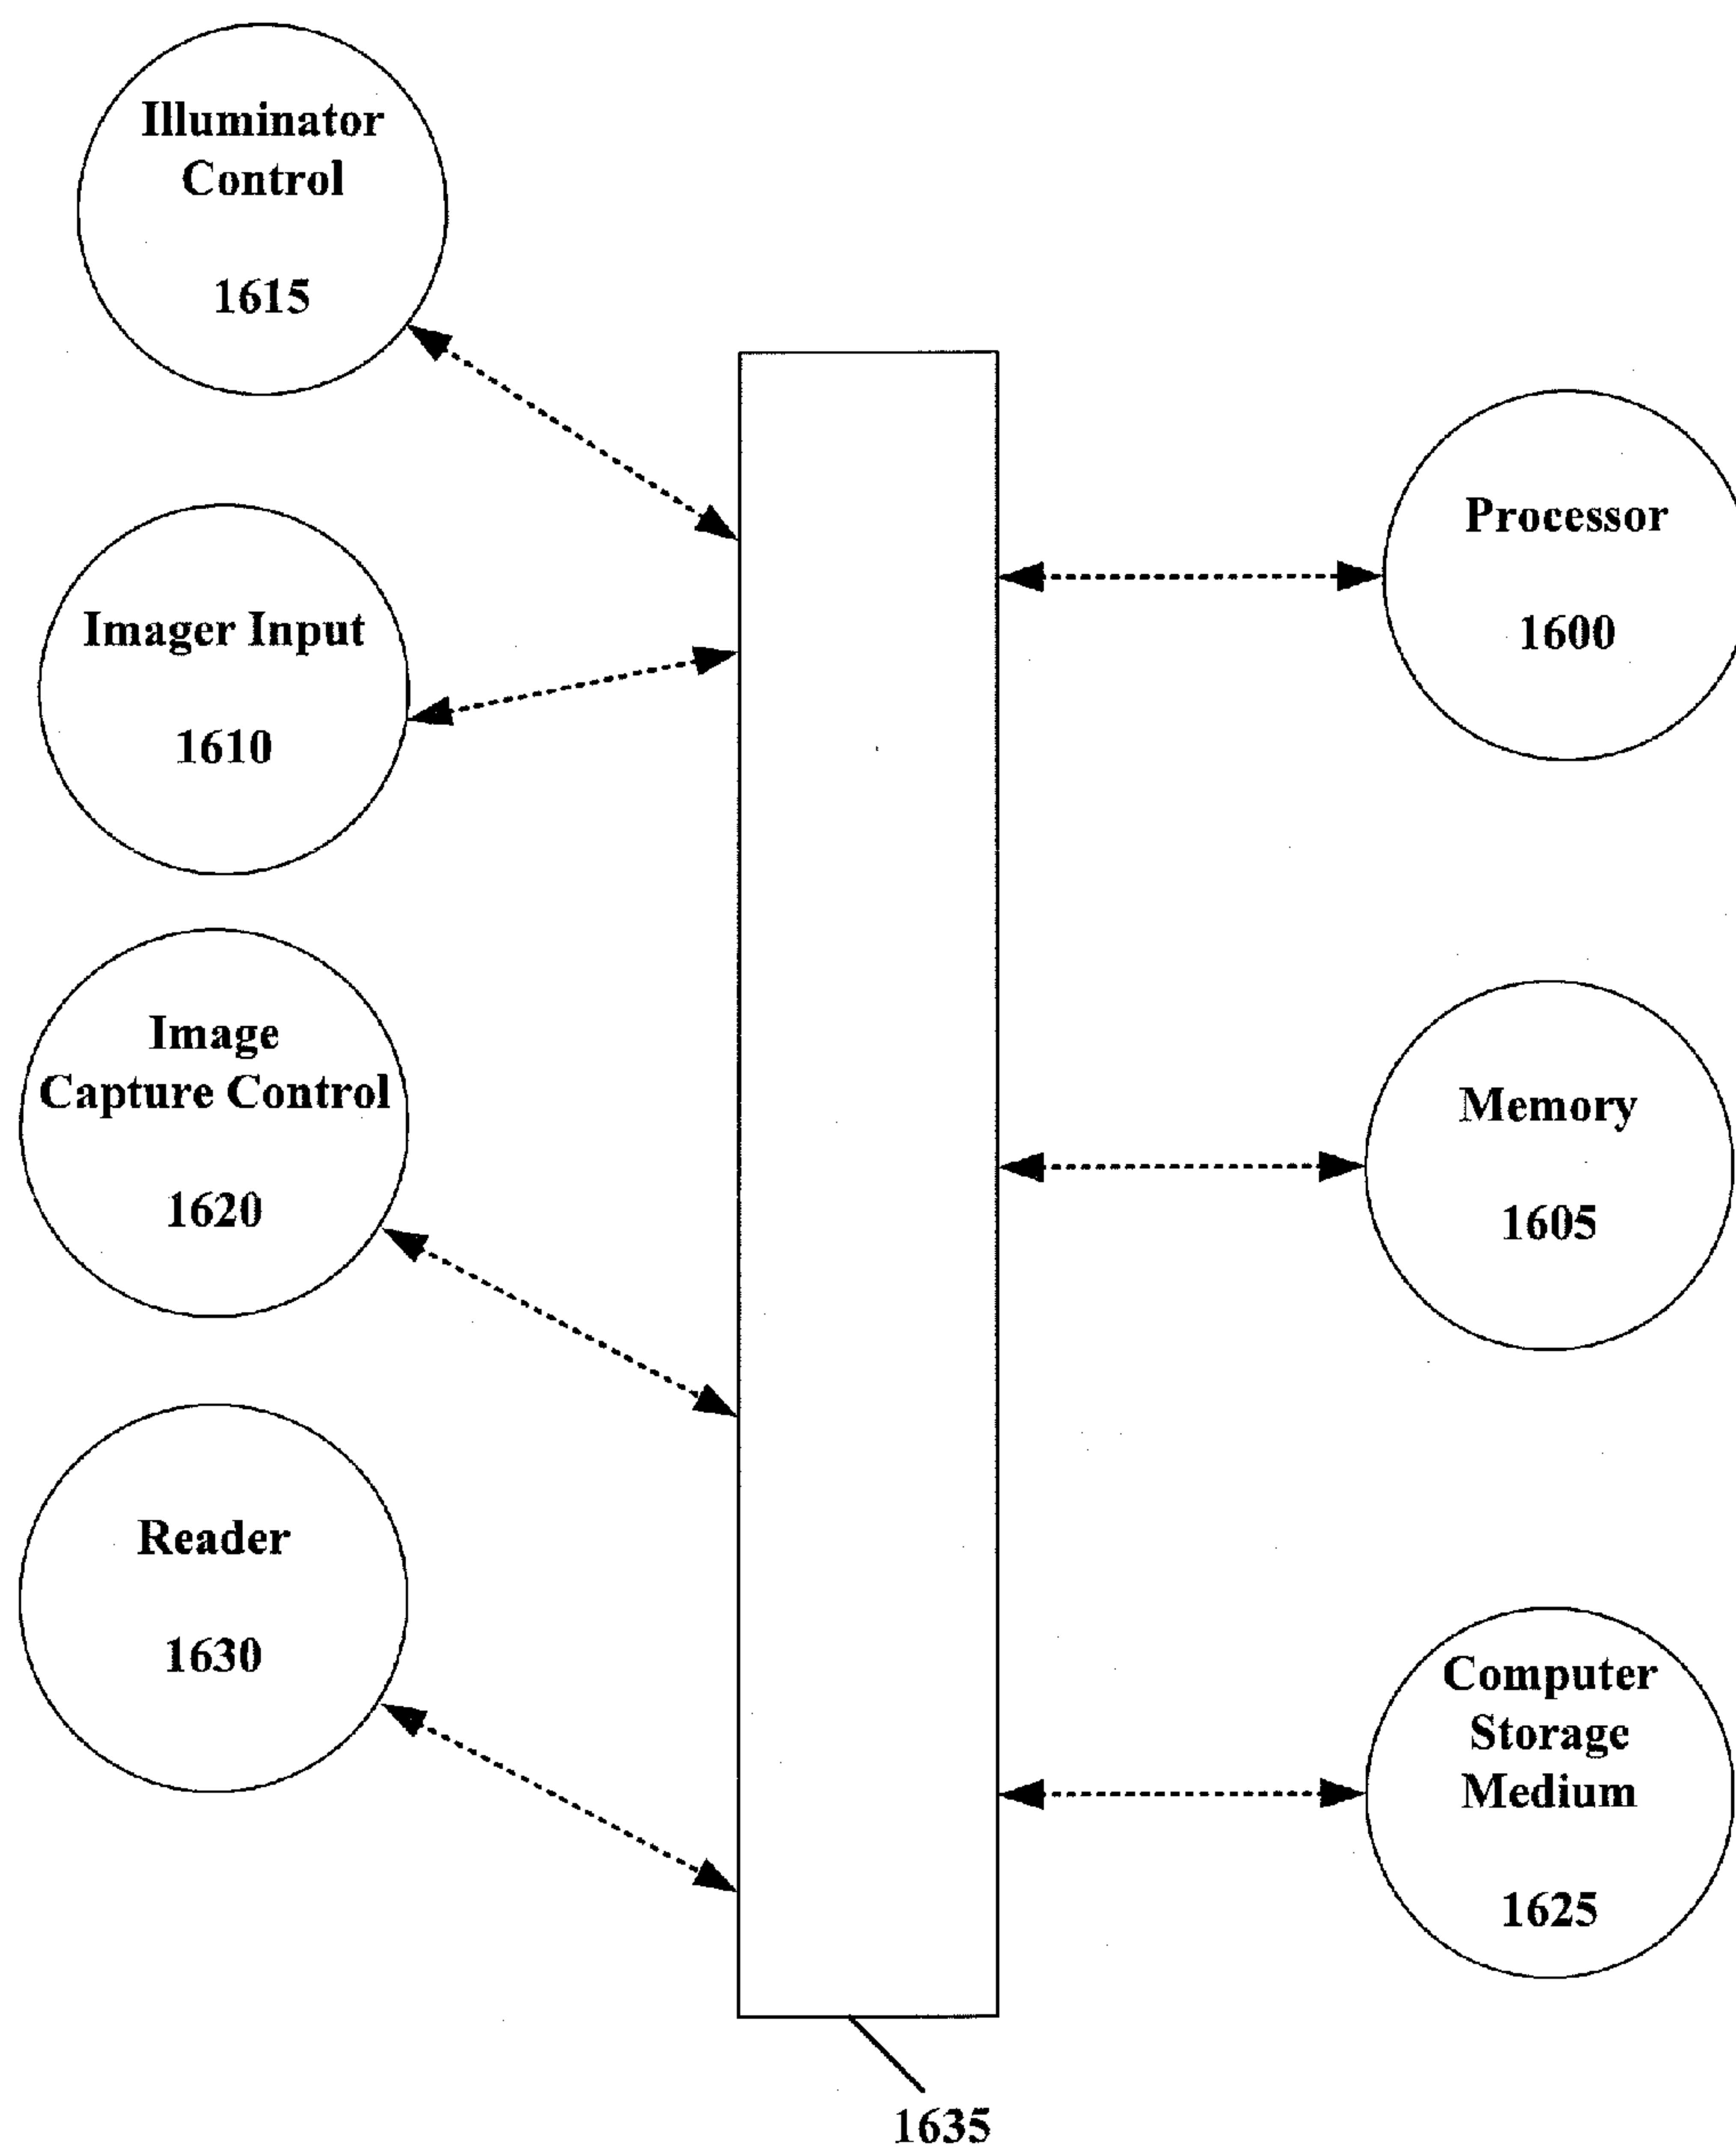 Illuminator
Control
1615
Imager Input
1610
Image
Capture Control
1620
Reader
1630
Processor
1600
Memory
1605
Computer
Storage
Medium
1625
1635